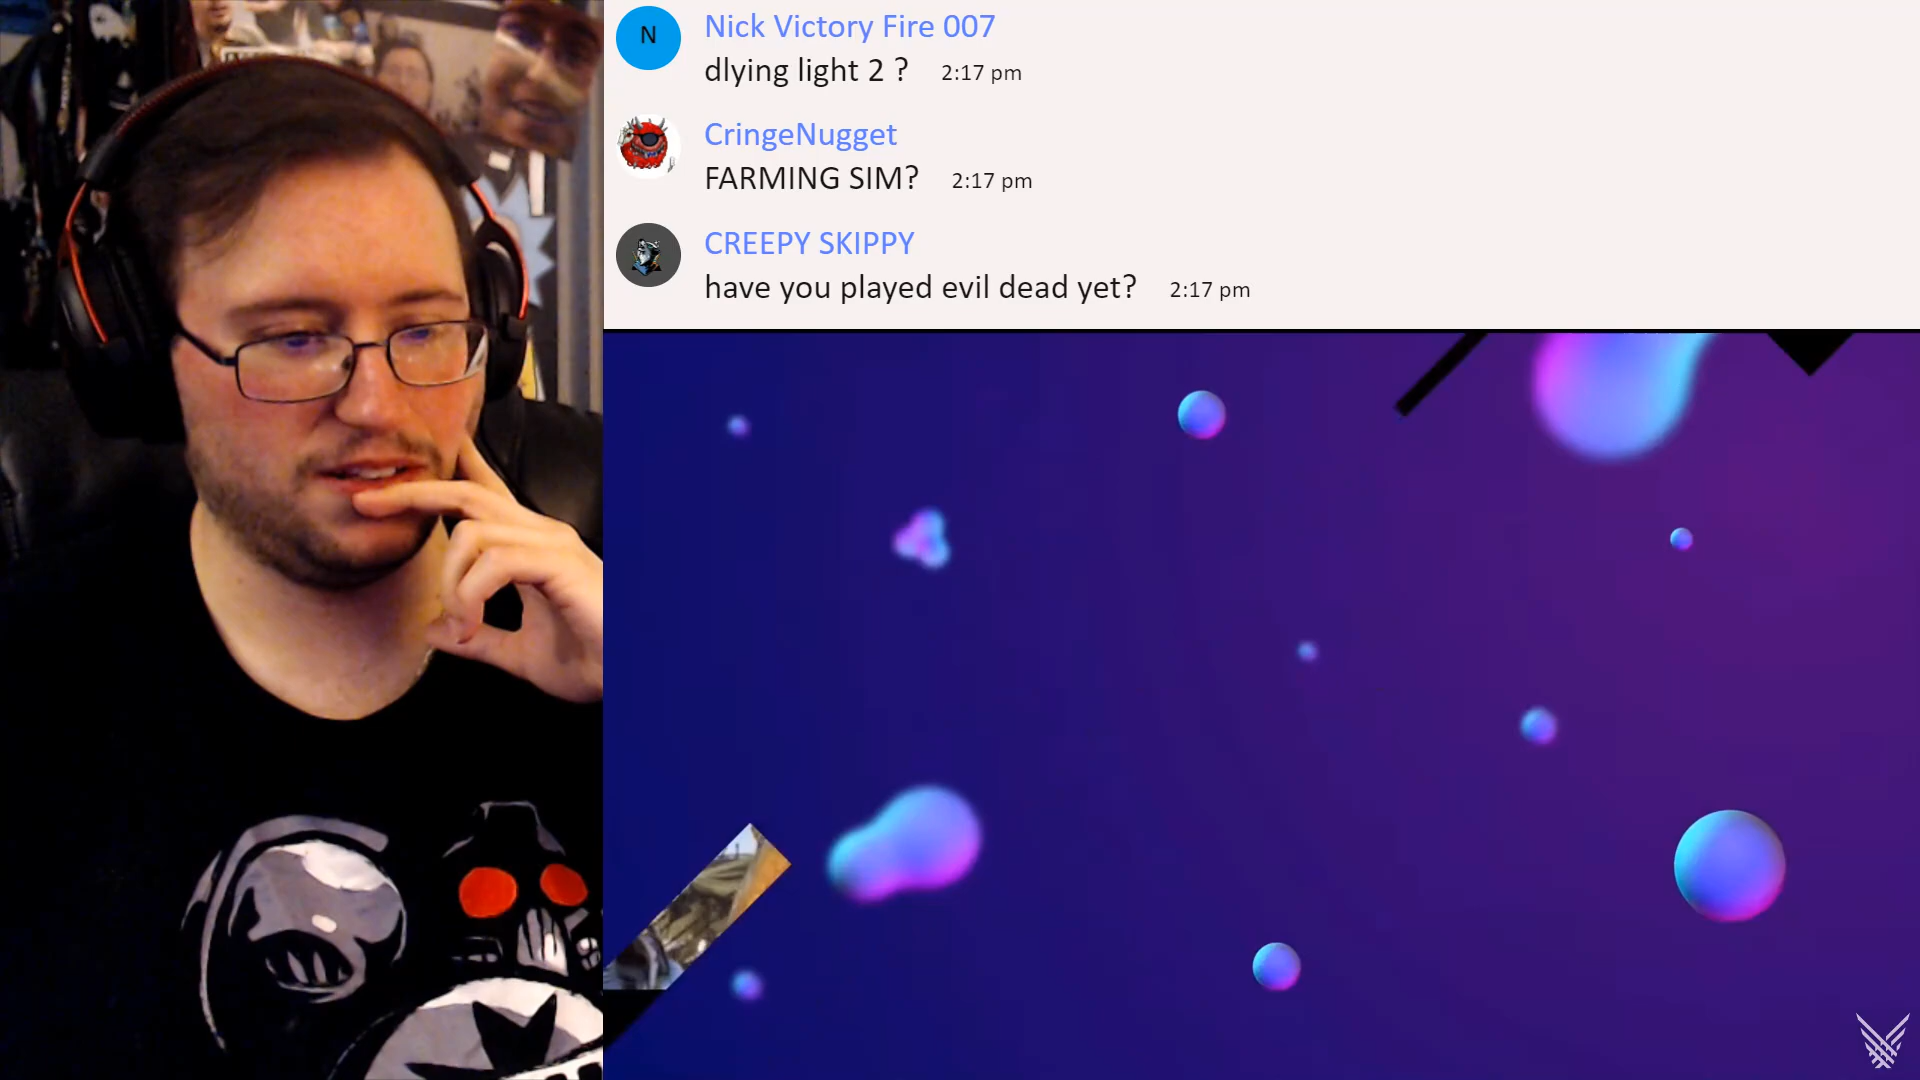 N
Nick Victory Fire 007
dlying light 2 ? 2:17 pm
CringeNugget
FARMING SIM? 2:17 pm
CREEPY SKIPPY
have you played evil dead yet? 2:17 pm